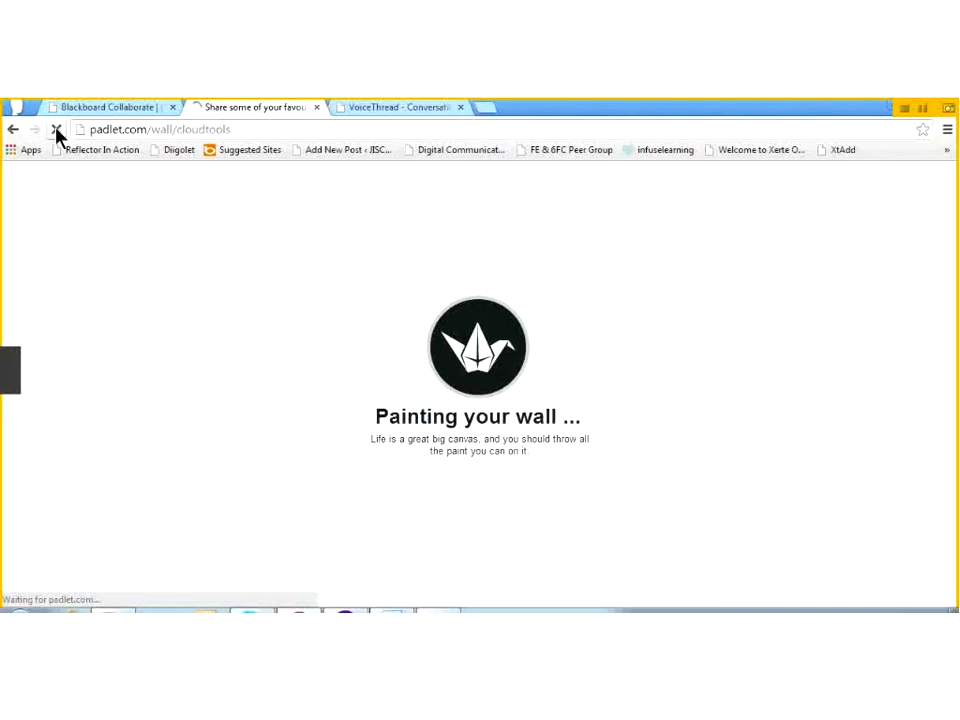 Blackboard Collaborate | Share some of your favou VoiceThread - Conversati
padlet.com/wall/cloudtools
Apps Reflector In Action Diigolet Suggested Sites Add New Post ‹ JISC... Digital Communicat... FE & 6FC Peer Group infuselearning Welcome to Xerte O... XtAdd »
Painting your wall ...
Life is a great big canvas, and you should throw all
the paint you can on it.
Waiting for padlet.com...